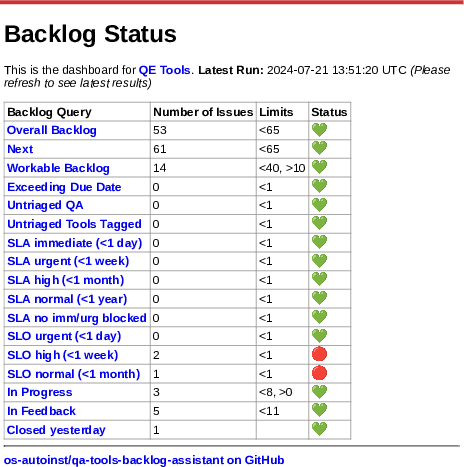 Backlog Status
This is the dashboard for QE Tools. Latest Run: 2024-07-21 13:51:20 UTC (Please
refresh to see latest results)
Backlog Query Number of Issues Limits Status
Overall Backlog 53 <65 💚
Next 61 <65 💚
Workable Backlog 14 <40, >10 💚
Exceeding Due Date 0 <1 💚
Untriaged QA 0 <1 💚
Untriaged Tools Tagged 0 <1 💚
SLA immediate (<1 day) 0 <1 💚
SLA urgent (<1 week) 0 <1 💚
SLA high (<1 month) 0 <1 💚
SLA normal (<1 year) 0 <1 💚
SLA no imm/urg blocked 0 <1 💚
SLO urgent (<1 day) 0 <1 💚
SLO high (<1 week) 2 <1 🔴
SLO normal (<1 month) 1 <1 🔴
In Progress 3 <8, >0 💚
In Feedback 5 <11 💚
Closed yesterday 1 💚
os-autoinst/qa-tools-backlog-assistant on GitHub